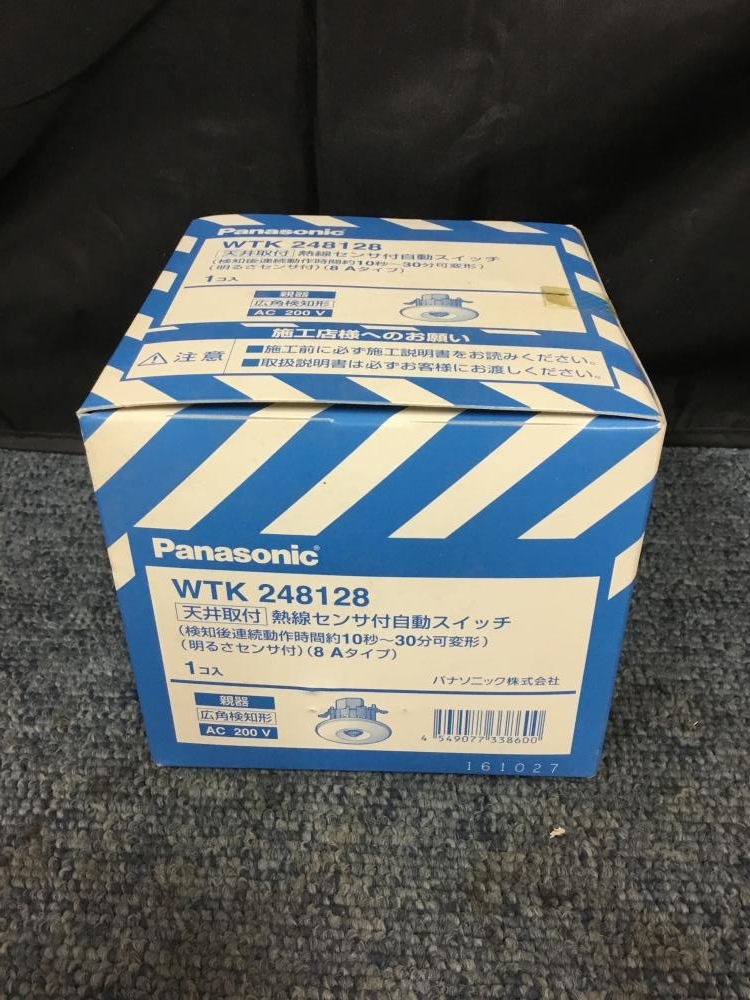 Panasonic
WTK 248128
天井取付 熱線センサ付自動スイッチ
(検知後連続動作時間約10秒～30分可変形)
(明るさセンサ付)(8 Aタイプ)
1コ入
親器
広角検知形
AC 200 V
施工店様へのお願い
注意
■施工前に必ず施工説明書をお読みください。
■取扱説明書は必ずお客様にお渡しください。
Panasonic
WTK 248128
天井取付 熱線センサ付自動スイッチ
(検知後連続動作時間約10秒～30分可変形)
(明るさセンサ付)(8 Aタイプ)
1コ入
パナソニック株式会社
親器
広角検知形
AC 200 V
4 549077 338600
161027